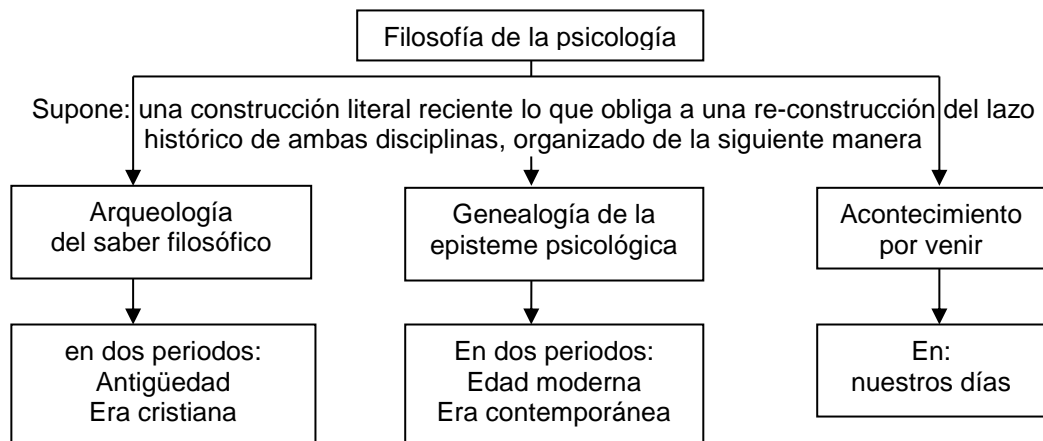 Filosofía de la psicología
Supone: una construcción literal reciente lo que obliga a una re-construcción del lazo
histórico de ambas disciplinas, organizado de la siguiente manera
Arqueología
del saber filosófico
Genealogía de la
episteme psicológica
Acontecimiento
por venir
en dos periodos:
Antigüedad
Era cristiana
En dos periodos:
Edad moderna
Era contemporánea
En:
nuestros días